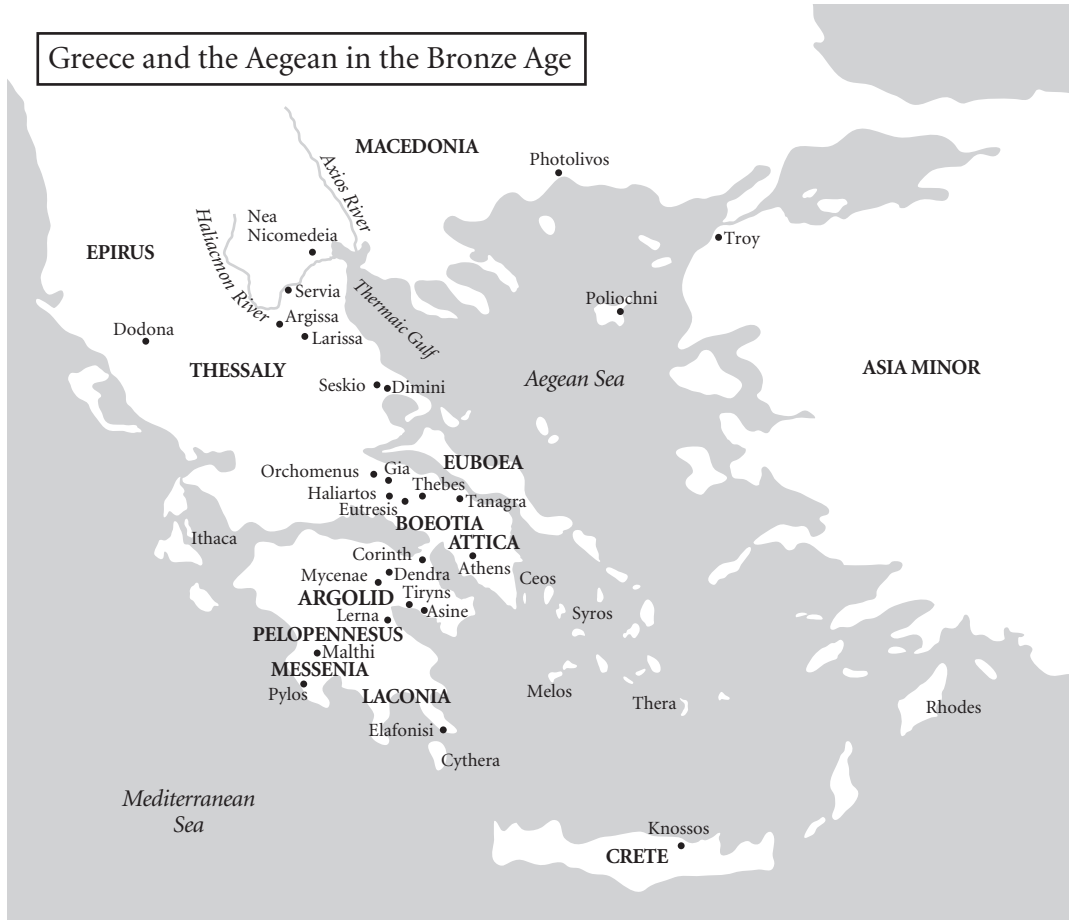 Greece and the Aegean in the Bronze Age
MACEDONIA
Photolivos
Axios River
Haliacmon River
Nea
Nicomedeia
EPIRUS
Troy
Servia
Thermaic Gulf
Poliochni
Argissa
Dodona
Larissa
THESSALY
ASIA MINOR
Aegean Sea
Seskio
Dimini
EUBOEA
Orchomenus
Gia
Thebes
Haliartos
Tanagra
Eutresis
BOEOTIA
Ithaca
ATTICA
Corinth
Athens
Mycenae
Dendra
Ceos
Tiryns
ARGOLID
Asine
Syros
Lerna
PELOPENNESUS
Malthi
MESSENIA
Pylos
LACONIA
Melos
Thera
Rhodes
Elafonisi
Cythera
Mediterranean
Sea
Knossos
CRETE